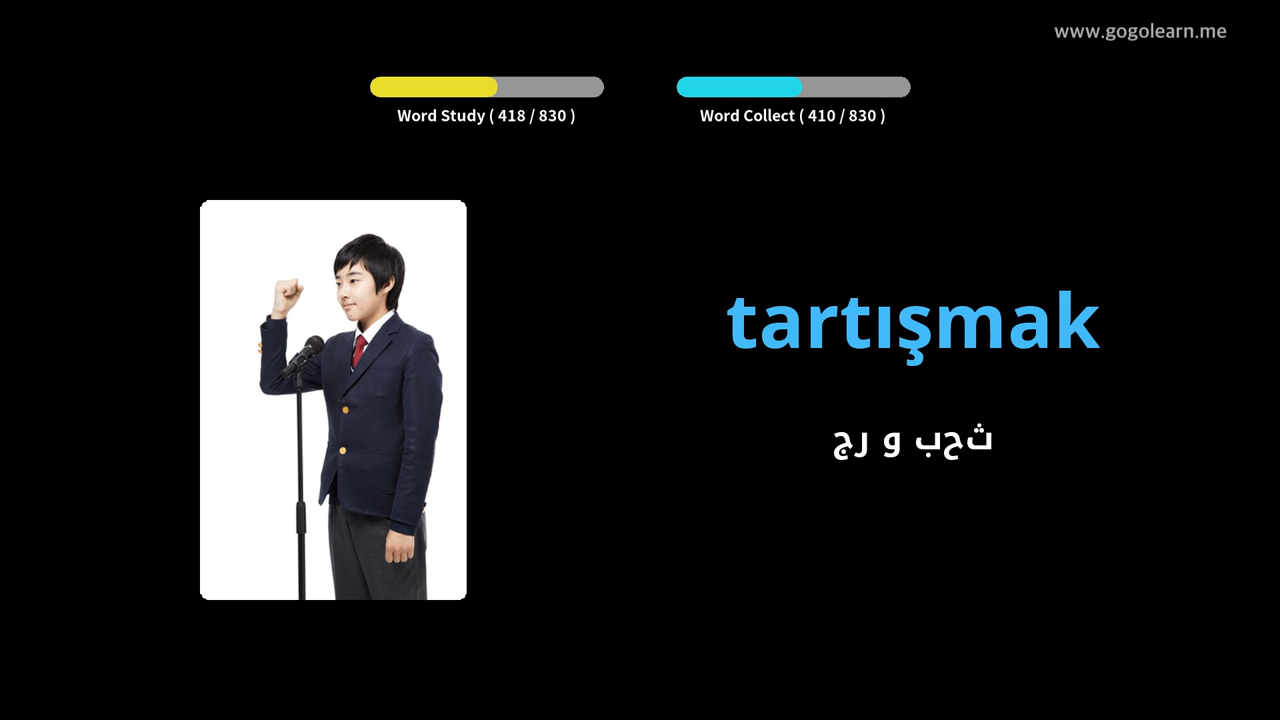 www.gogolearn.me
Word Study ( 418 / 830 )
Word Collect ( 410 / 830 )
tartışmak
ثحب و رج